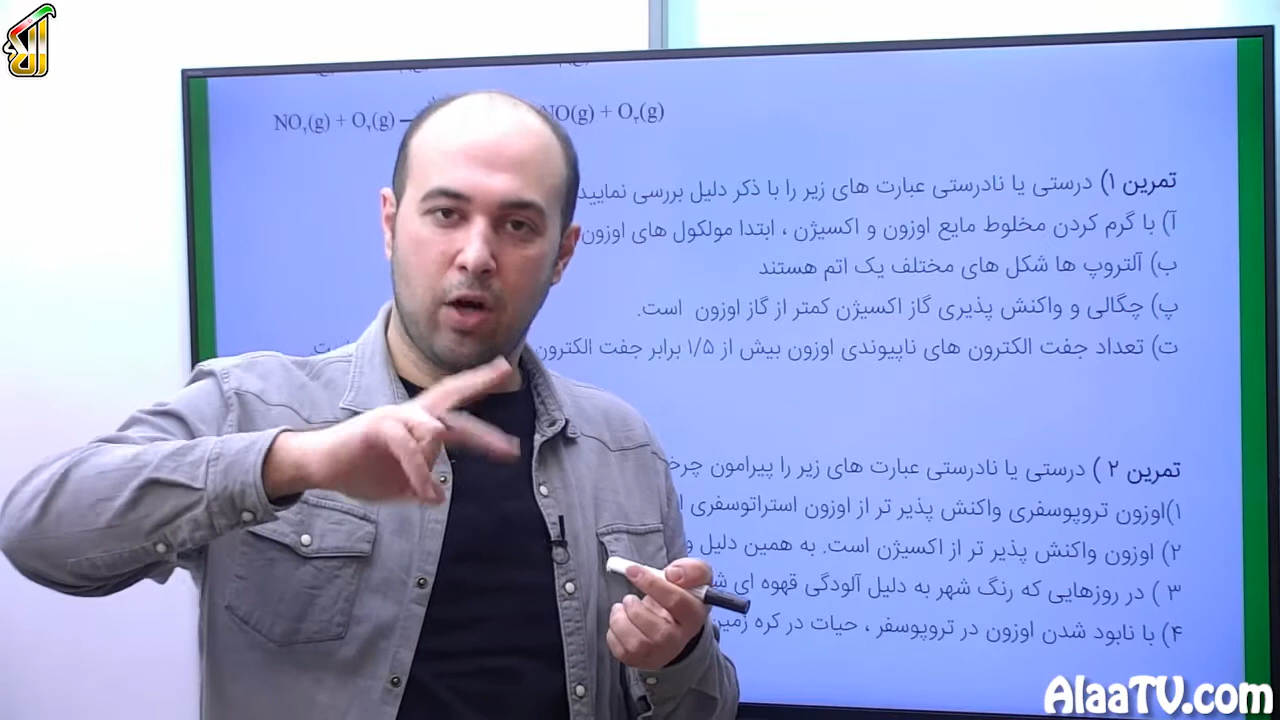 آلاء
NO₂(g) + O₂(g) NO(g) + O₃(g)
تمرین ۱) درستی یا نادرستی عبارت های زیر را با ذکر دلیل بررسی نمایید
آ) با گرم کردن مخلوط مایع اوزون و اکسیژن ، ابتدا مولکول های اوزون
ب) آلتروپ ها شکل های مختلف یک اتم هستند
پ) چگالی و واکنش پذیری گاز اکسیژن کمتر از گاز اوزون است.
ت) تعداد جفت الکترون های ناپیوندی اوزون بیش از ۱/۵ برابر جفت الکترون
تمرین ۲ ) درستی یا نادرستی عبارت های زیر را پیرامون
۱)اوزون تروپوسفری واکنش پذیر تر از اوزون استراتوسفری
۲) اوزون واکنش پذیر تر از اکسیژن است. به همین دلیل و
۳ ) در روزهایی که رنگ شهر به دلیل آلودگی قهوه ای
۴) با نابود شدن اوزون در تروپوسفر ، حیات در کره زمین
AlaaTV.com